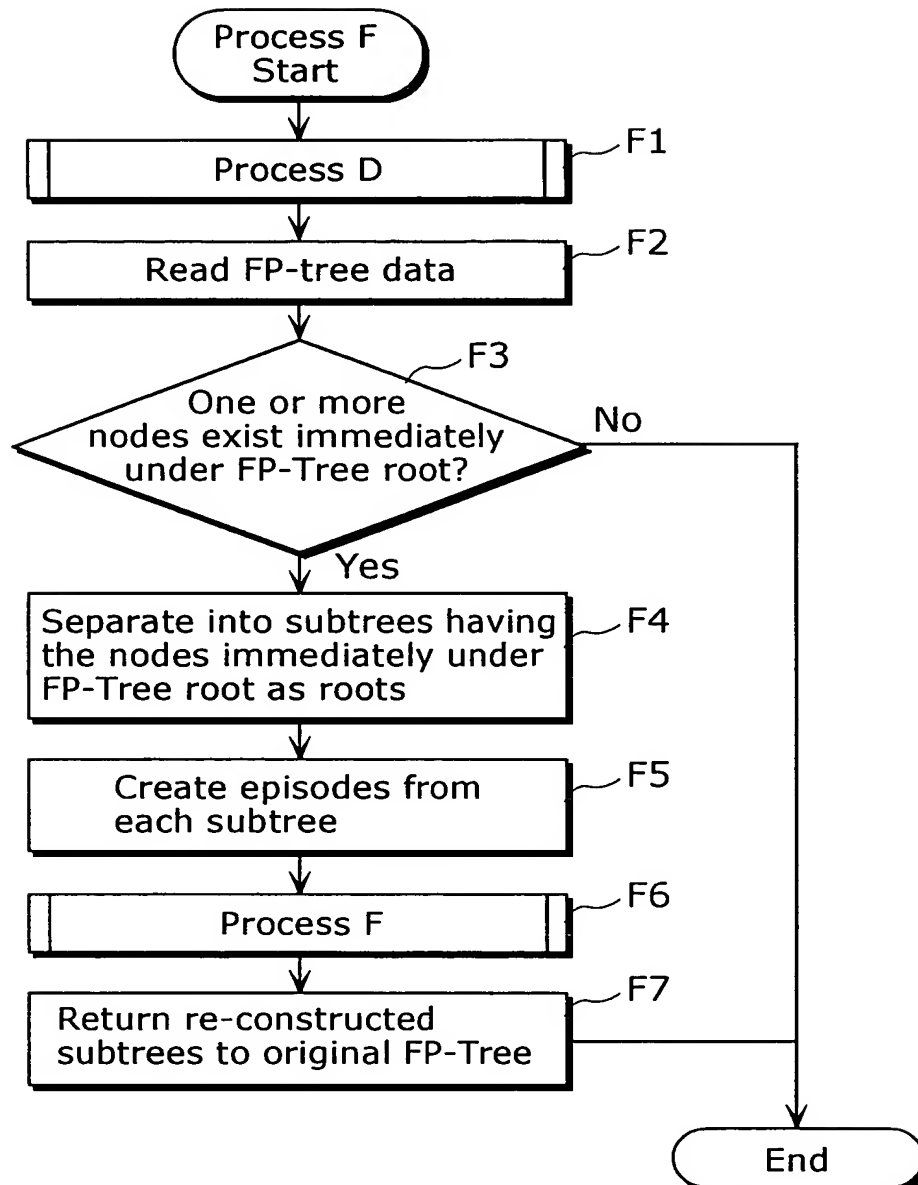 Process F
Start
F1
Process D
F2
Read FP-tree data
F3
One or more
nodes exist immediately
under FP-Tree root?
No
Yes
F4
Separate into subtrees having
the nodes immediately under
FP-Tree root as roots
F5
Create episodes from
each subtree
F6
Process F
F7
Return re-constructed
subtrees to original FP-Tree
End